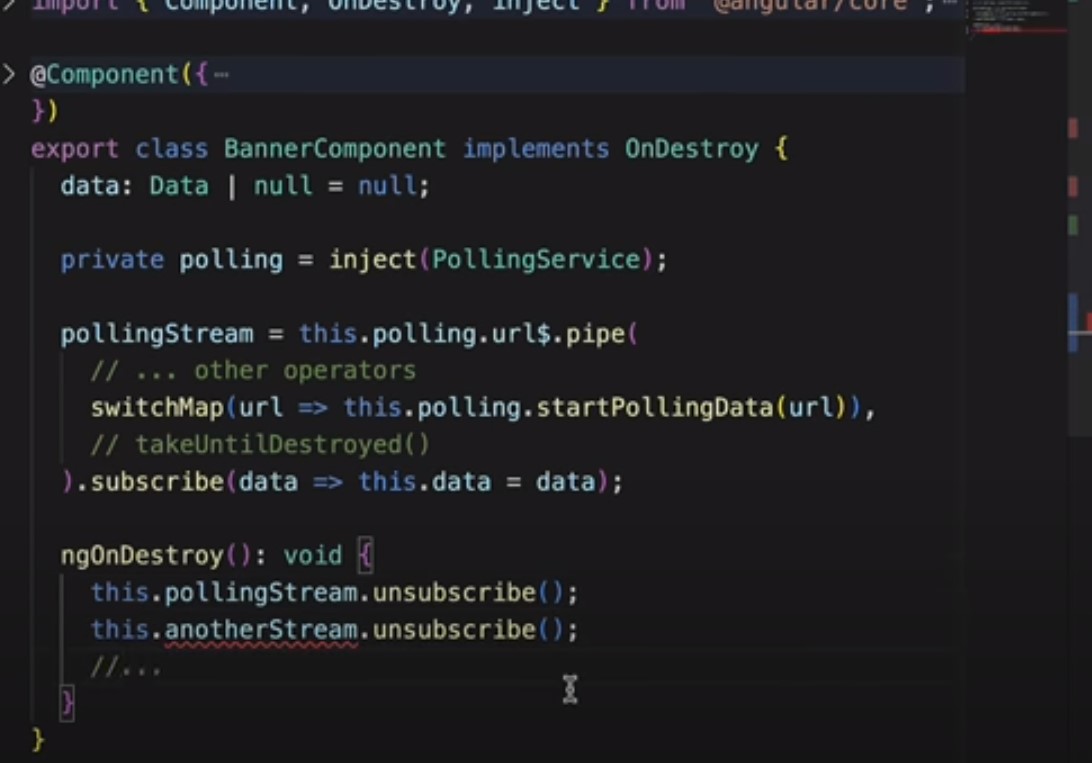 import { Component, OnDestroy, inject } from '@angular/core';
@Component({
})
export class BannerComponent implements OnDestroy {
data: Data | null = null;
private polling = inject(PollingService);
pollingStream = this.polling.url$.pipe(
// ... other operators
switchMap(url => this.polling.startPollingData(url)),
// takeUntilDestroyed()
).subscribe(data => this.data = data);
ngOnDestroy(): void {
this.pollingStream.unsubscribe();
this.anotherStream.unsubscribe();
//...
}
}